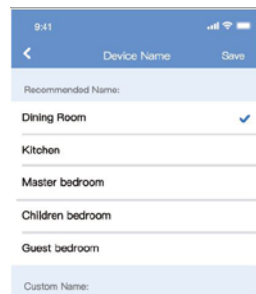 9:41
Device Name
Save
Recommended Name:
Dining Room
Kitchen
Master bedroom
Children bedroom
Guest bedroom
Custom Name: